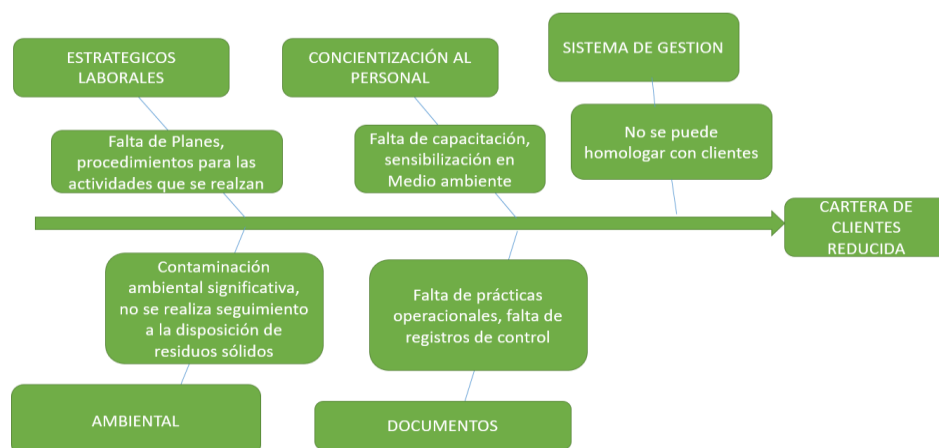 ESTRATEGICOS
LABORALES
CONCIENTIZACIÓN AL
PERSONAL
SISTEMA DE GESTION
Falta de Planes,
procedimientos para las
actividades que se realzan
Falta de capacitación,
sensibilización en
Medio ambiente
No se puede
homologar con clientes
CARTERA DE
CLIENTES
REDUCIDA
Contaminación
ambiental significativa,
no se realiza seguimiento
a la disposición de
residuos sólidos
Falta de prácticas
operacionales, falta de
registros de control
AMBIENTAL
DOCUMENTOS